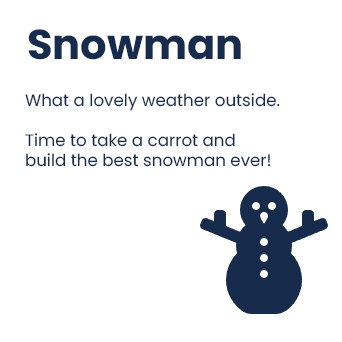 Snowman
What a lovely weather outside.
Time to take a carrot and
build the best snowman ever!